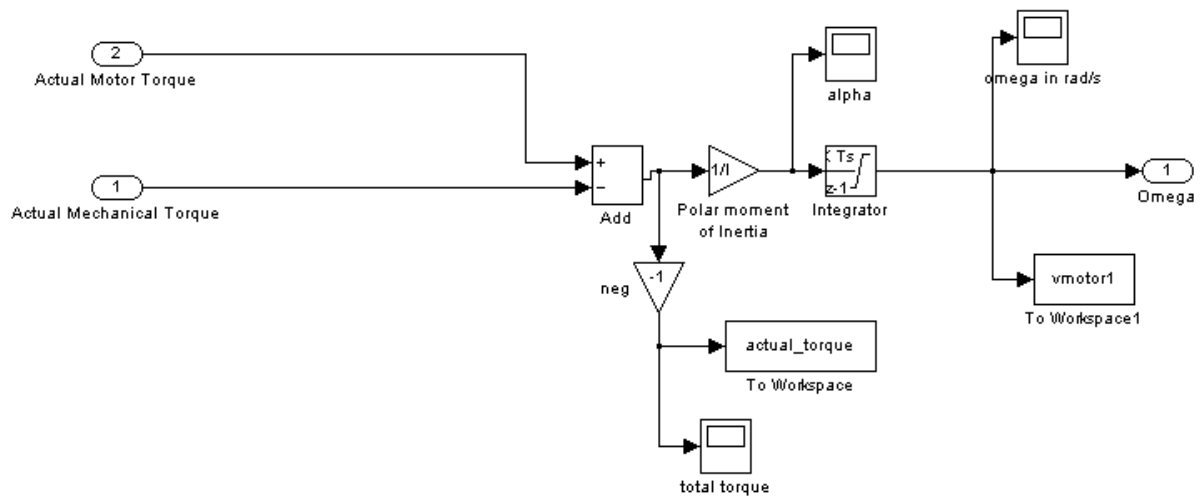 2
Actual Motor Torque
1
Actual Mechanical Torque
+
−
Add
1/I
Polar moment
of Inertia
alpha
K Ts
z-1
Integrator
omega in rad/s
1
Omega
vmotor1
To Workspace1
-1
neg
actual_torque
To Workspace
total torque